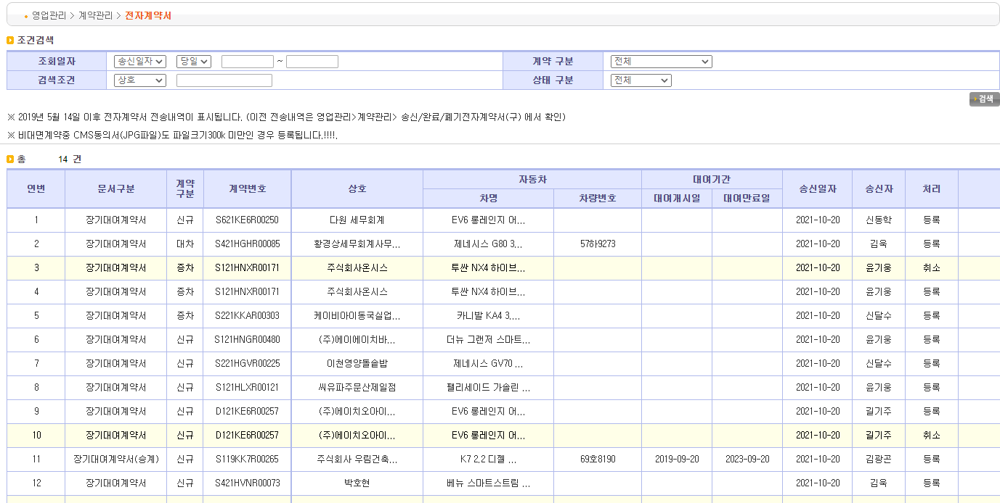 영업관리 > 계약관리 > 전자계약서
조건검색
조회일자 송신일자 당일 ~ 계약 구분 전체
검색조건 상호 상태 구분 전체
검색
※ 2019년 5월 14일 이후 전자계약서 전송내역이 표시됩니다. (이전 전송내역은 영업관리>계약관리> 송신/완료/폐기전자계약서(구) 에서 확인)
※ 비대면계약중 CMS동의서(JPG파일)도 파일크기300k 미만인 경우 등록됩니다.!!!!.
총 14 건
연번 문서구분 계약구분 계약번호 상호 자동차 대여기간 송신일자 송신자 처리
차명 차량번호 대여개시일 대여만료일
1 장기대여계약서 신규 S621KE6R00250 다원 세무회계 EV6 롱레인지 어... 2021-10-20 신동학 등록
2 장기대여계약서 대차 S421HGHR00085 황경상세무회계사무... 제네시스 G80 3... 57하9273 2021-10-20 김욱 등록
3 장기대여계약서 증차 S121HNXR00171 주식회사온시스 투싼 NX4 하이브... 2021-10-20 윤기웅 취소
4 장기대여계약서 증차 S121HNXR00171 주식회사온시스 투싼 NX4 하이브... 2021-10-20 윤기웅 등록
5 장기대여계약서 증차 S221KKAR00303 케이비아이동국실업... 카니발 KA4 3.... 2021-10-20 신달수 등록
6 장기대여계약서 신규 S121HNGR00480 (주)에이에이치바... 더뉴 그랜저 스마트... 2021-10-20 윤기웅 등록
7 장기대여계약서 신규 S221HGVR00225 이천영양돌솥밥 제네시스 GV70 ... 2021-10-20 신달수 등록
8 장기대여계약서 신규 S121HLXR00121 씨유파주문산제일점 팰리세이드 가솔린 ... 2021-10-20 윤기웅 등록
9 장기대여계약서 신규 D121KE6R00257 (주)에이치오아이... EV6 롱레인지 어... 2021-10-20 길기주 등록
10 장기대여계약서 신규 D121KE6R00257 (주)에이치오아이... EV6 롱레인지 어... 2021-10-20 길기주 취소
11 장기대여계약서(승계) 신규 S119KK7R00265 주식회사 우림건축... K7 2.2 디젤 ... 69호8190 2019-09-20 2023-09-20 2021-10-20 김광곤 등록
12 장기대여계약서 신규 S421HVNR00073 박호현 베뉴 스마트스트림 ... 2021-10-20 김욱 등록